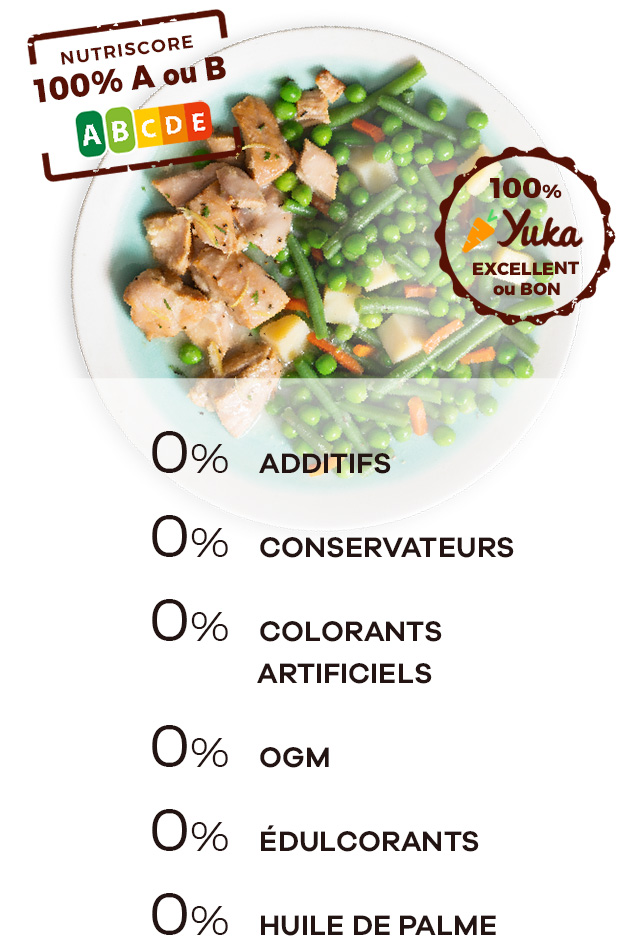 NUTRISCORE
100% A ou B
A B C D E
100%
Yuka
EXCELLENT
ou BON
0% ADDITIFS
0% CONSERVATEURS
0% COLORANTS
ARTIFICIELS
0% OGM
0% ÉDULCORANTS
0% HUILE DE PALME